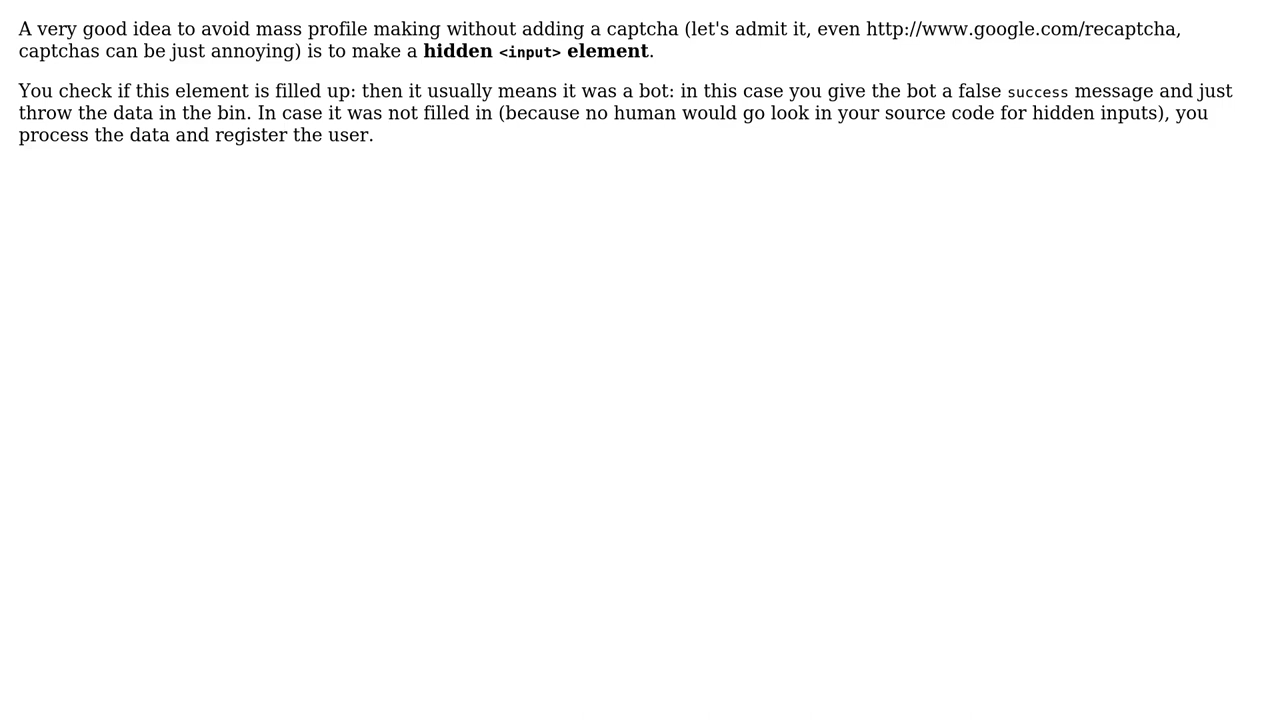 A very good idea to avoid mass profile making without adding a captcha (let's admit it, even http://www.google.com/recaptcha,
captchas can be just annoying) is to make a hidden <input> element.
You check if this element is filled up: then it usually means it was a bot: in this case you give the bot a false success message and just
throw the data in the bin. In case it was not filled in (because no human would go look in your source code for hidden inputs), you
process the data and register the user.